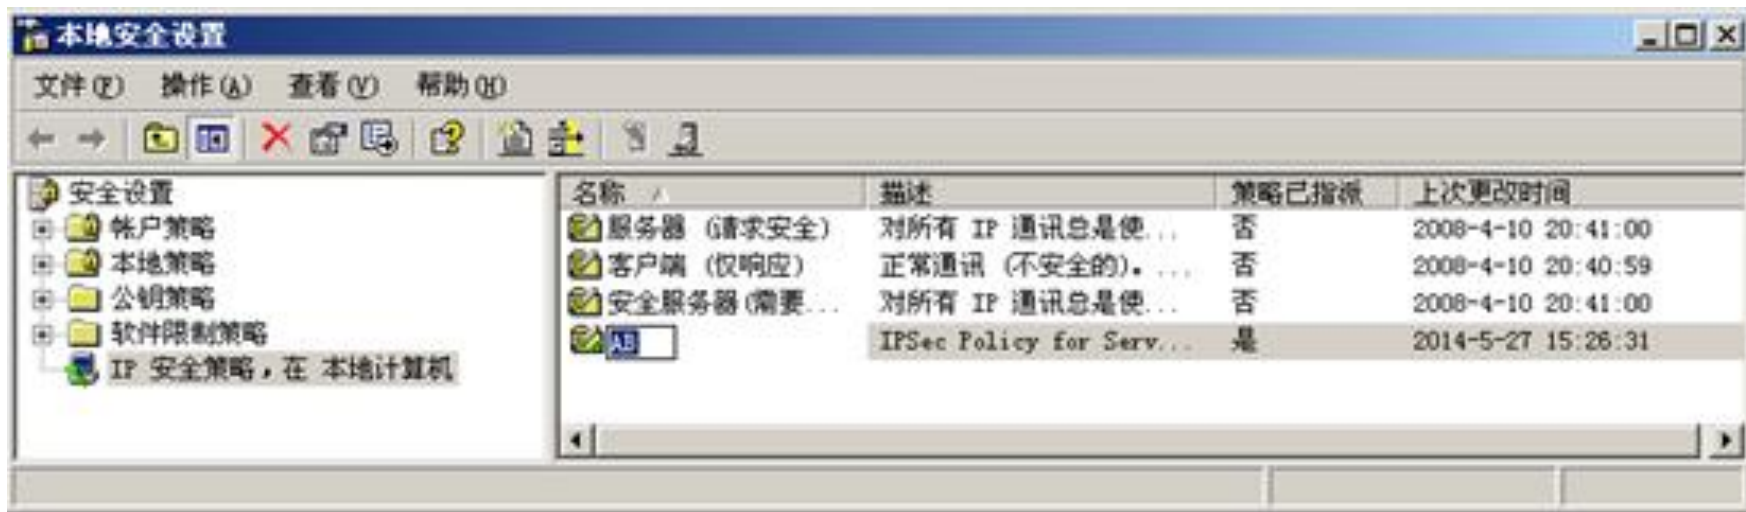 本地安全设置
文件(F) 操作(A) 查看(V) 帮助(H)
安全设置
帐户策略
本地策略
公钥策略
软件限制策略
IP 安全策略，在 本地计算机
名称 描述 策略已指派 上次更改时间
服务器 (请求安全) 对所有 IP 通讯总是使... 否 2008-4-10 20:41:00
客户端 (仅响应) 正常通讯 (不安全的)。... 否 2008-4-10 20:40:59
安全服务器(需要... 对所有 IP 通讯总是使... 否 2008-4-10 20:41:00
AB IPSec Policy for Serv... 是 2014-5-27 15:26:31